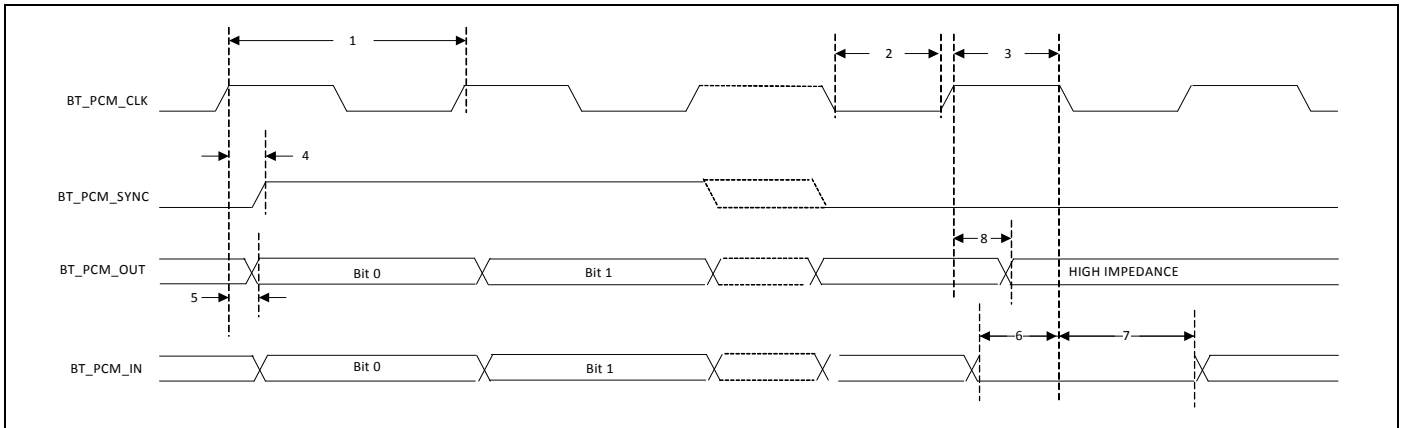 1
2
3
BT_PCM_CLK
4
BT_PCM_SYNC
8
BT_PCM_OUT
Bit 0
Bit 1
HIGH IMPEDANCE
5
6
7
BT_PCM_IN
Bit 0
Bit 1